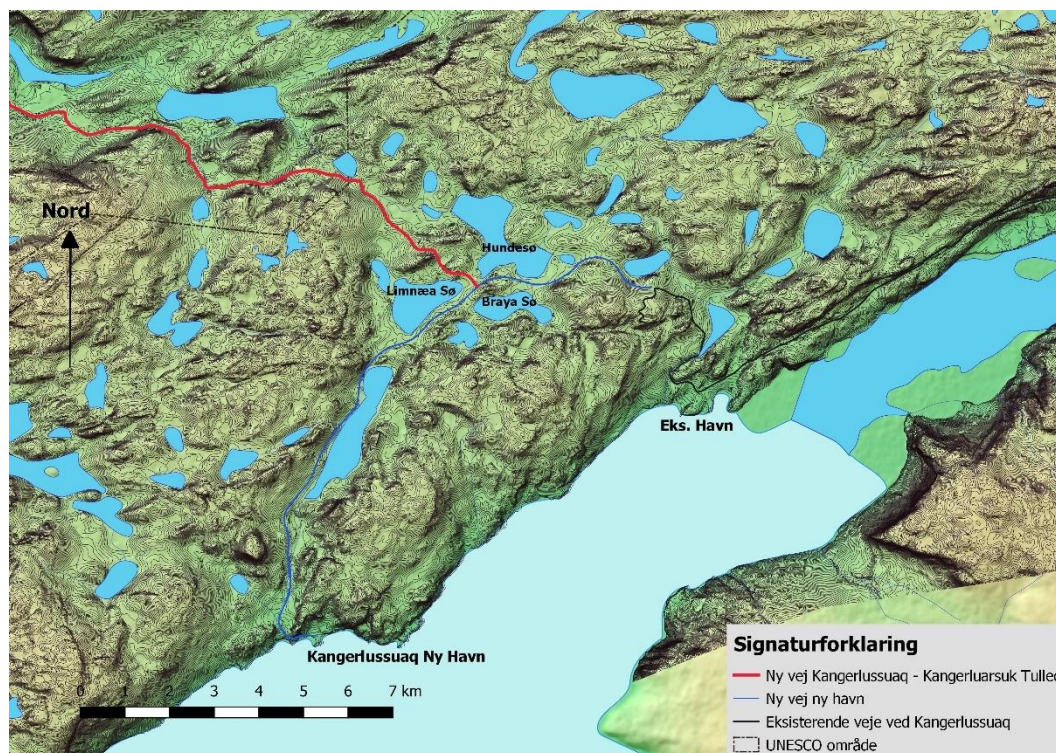 Nord
Hundesø
Limnæa Sø
Braya Sø
Eks. Havn
Kangerlussuaq Ny Havn
0 1 2 3 4 5 6 7 km
Signaturforklaring
Ny vej Kangerlussuaq - Kangerluarsuk Tulleq
Ny vej ny havn
Eksisterende veje ved Kangerlussuaq
UNESCO område